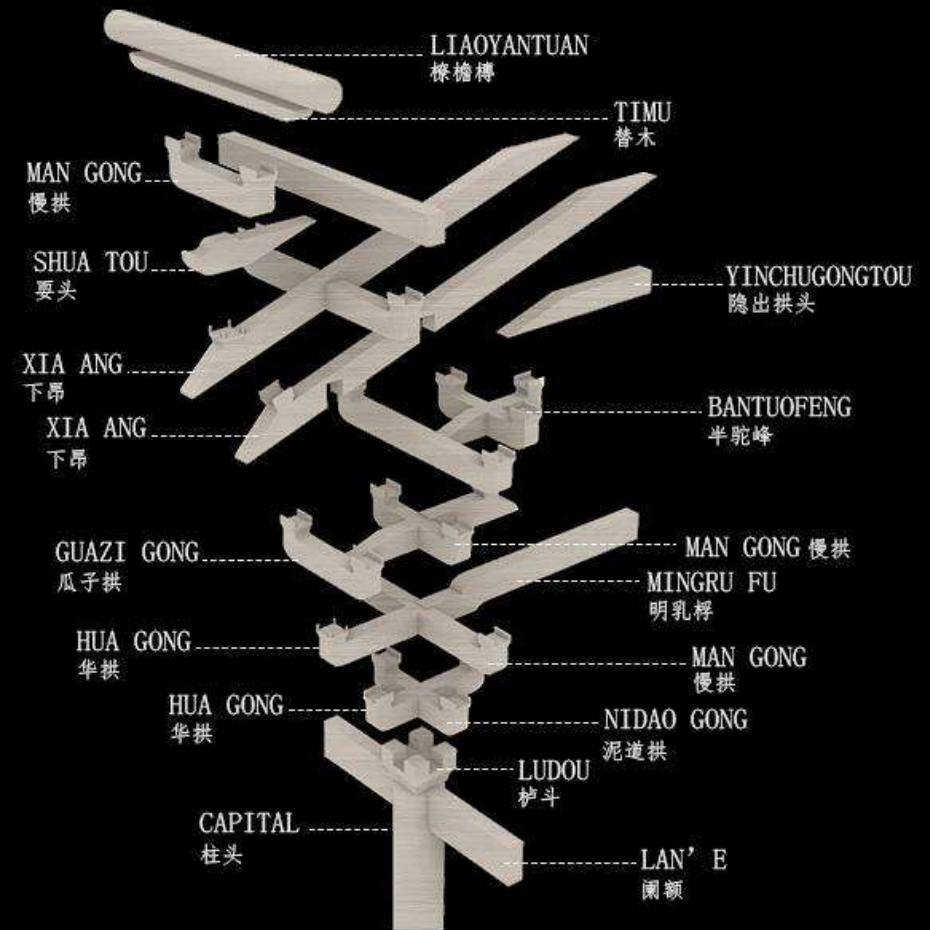 LIAOYANTUAN
橑檐槫
TIMU
替木
MAN GONG
慢拱
SHUA TOU
耍头
YINCHUGONGTOU
隐出拱头
XIA ANG
下昂
BANTUOFENG
半驼峰
XIA ANG
下昂
GUAZI GONG
瓜子拱
MAN GONG 慢拱
MINGRU FU
明乳桴
HUA GONG
华拱
MAN GONG
慢拱
HUA GONG
华拱
NIDAO GONG
泥道拱
LUDOU
栌斗
CAPITAL
柱头
LAN' E
阑额